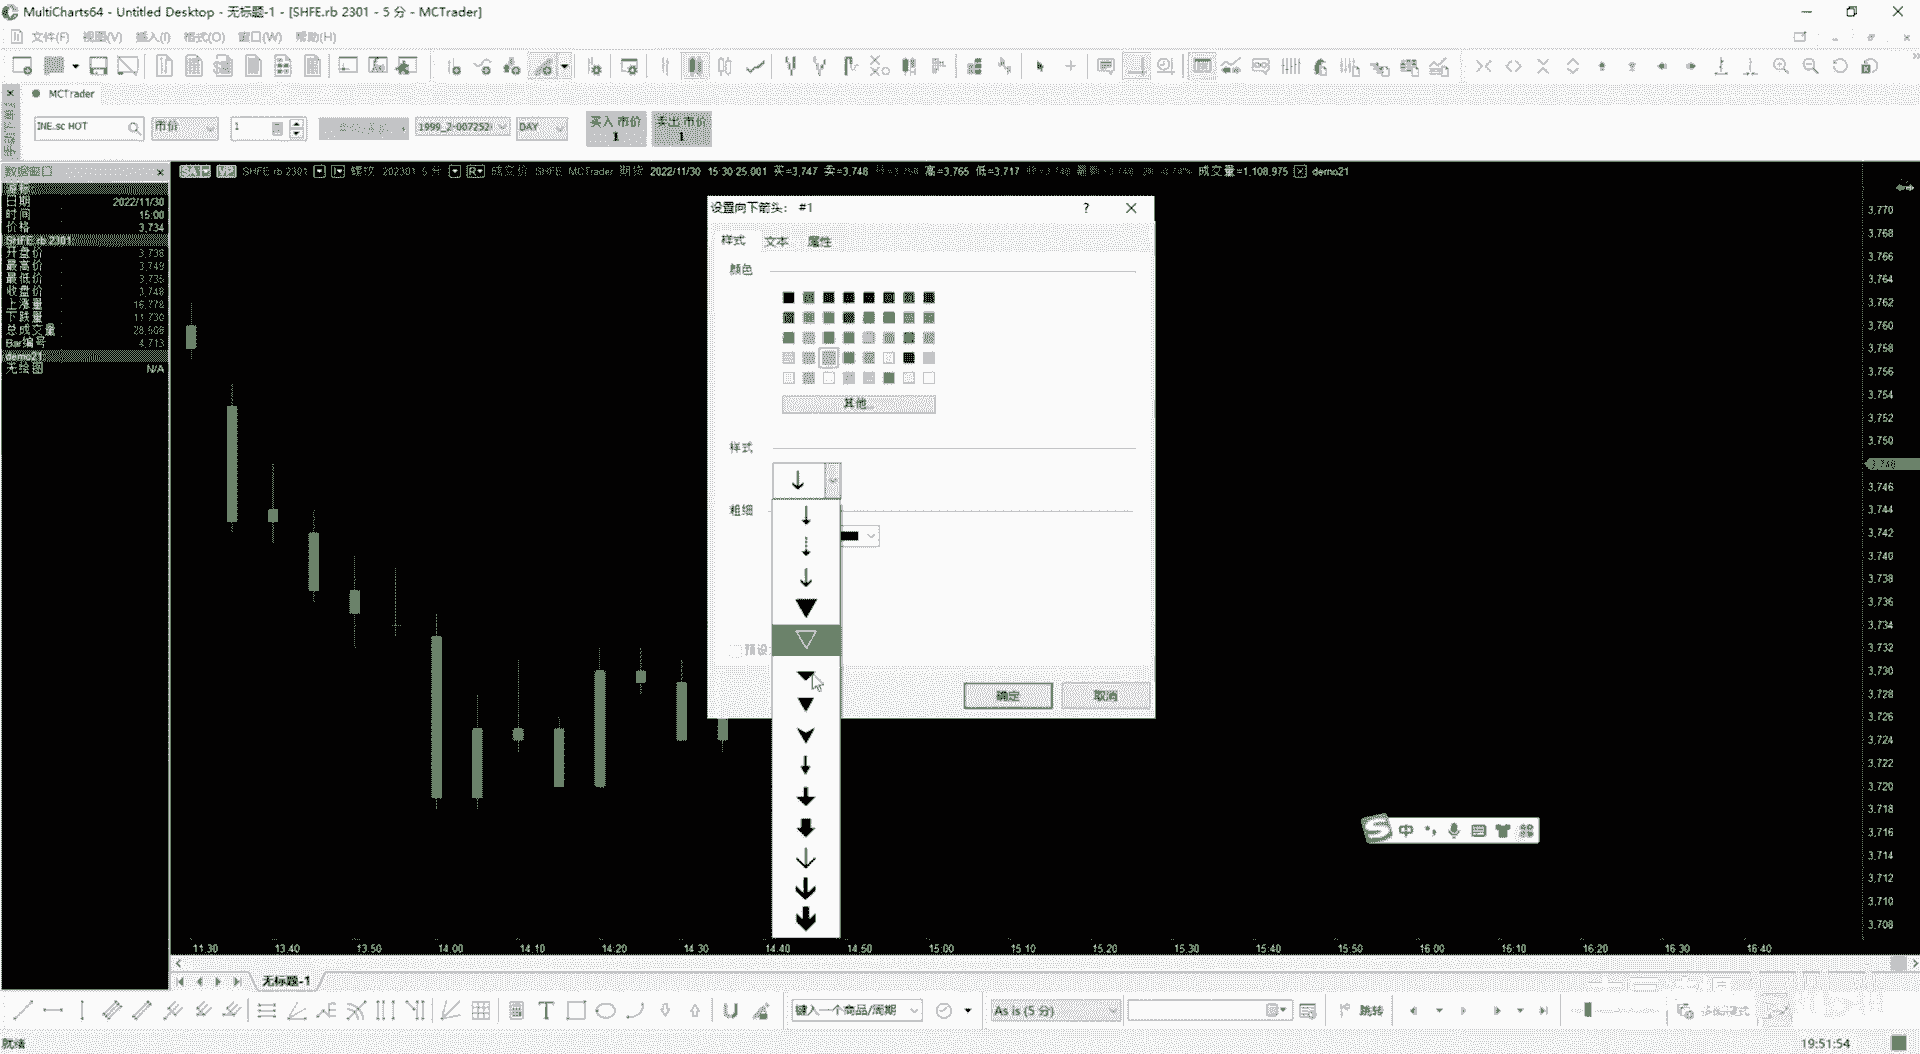 MultiCharts64 - Untitled Desktop - 无标题-1 - [SHFE.rb 2301 - 5 分 - MCTrader]
文件(F) 视图(V) 插入(I) 格式(O) 窗口(W) 帮助(H)
MCTrader
INE.sc HOT 市价 1 1999_2-007252 DAY 买入 市价 1 卖出 市价 1
数据窗口
SHFE rb 2301 202301 5 分 成交价 SHFE MCTrader 期货 2022/11/30 15:30:25.001 买=3,747 卖=3,748 高=3,765 低=3,717 成交量=1,108,975 demo21
日期 2022/11/30
时间 15:00
价格 3,734
SHFE rb 2301
开盘价 3,738
最高价 3,749
最低价 3,735
收盘价 3,748
上涨量 16,778
下跌量 11,730
总成交量 28,508
Bar编号 4,713
demo21
无绘图 N/A
设置向下箭头: #1 ?
样式 文本 属性
颜色
其他...
样式
粗细
预设
确定 取消
3,770
3,768
3,766
3,764
3,762
3,760
3,758
3,756
3,754
3,752
3,750
3,748
3,746
3,744
3,742
3,740
3,738
3,736
3,734
3,732
3,730
3,728
3,726
3,724
3,722
3,720
3,718
3,716
3,714
3,712
3,710
3,708
中
11:30 13:40 13:50 14:00 14:10 14:20 14:30 14:40 14:50 15:00 15:10 15:20 15:30 15:40 15:50 16:00 16:10 16:20 16:30 16:40
无标题-1
键入一个商品/周期 As is (5 分) 跳转
就绪 19:51:54